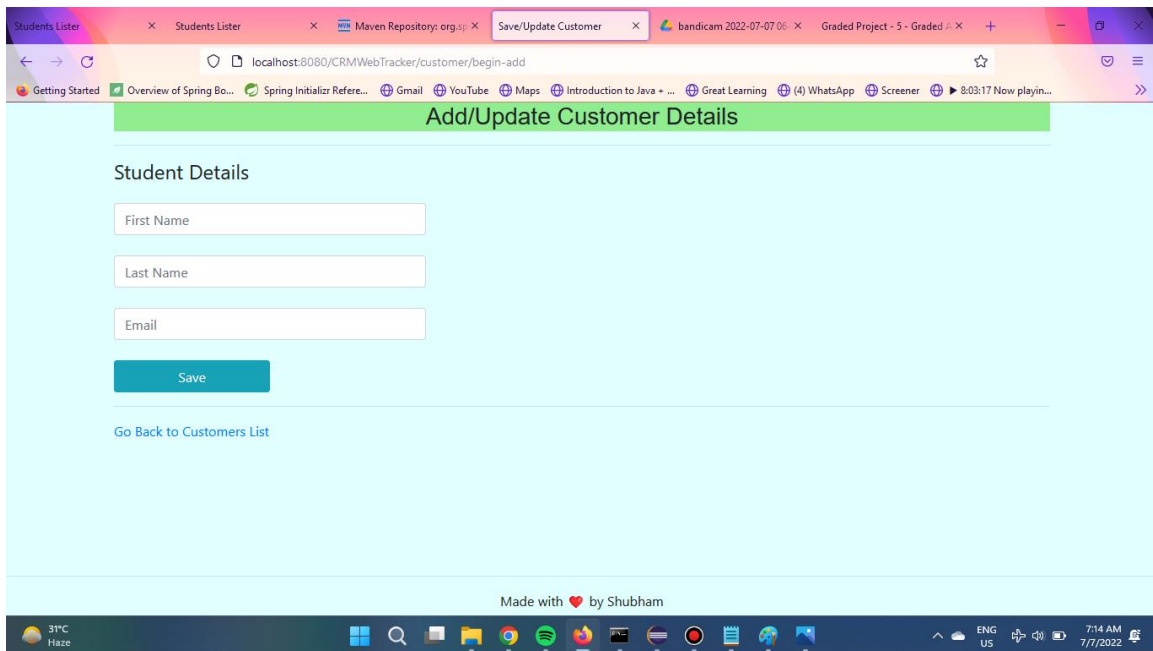 Students Lister
Students Lister
MVN Maven Repository: org.sp
Save/Update Customer
bandicam 2022-07-07 06-
Graded Project - 5 - Graded A
localhost:8080/CRMWebTracker/customer/begin-add
Getting Started Overview of Spring Bo... Spring Initializr Refere... Gmail YouTube Maps Introduction to Java + ... Great Learning (4) WhatsApp Screener ▶ 8:03:17 Now playin...
Add/Update Customer Details
Student Details
First Name
Last Name
Email
Save
Go Back to Customers List
Made with ❤ by Shubham
31°C
Haze
ENG
US
7:14 AM
7/7/2022